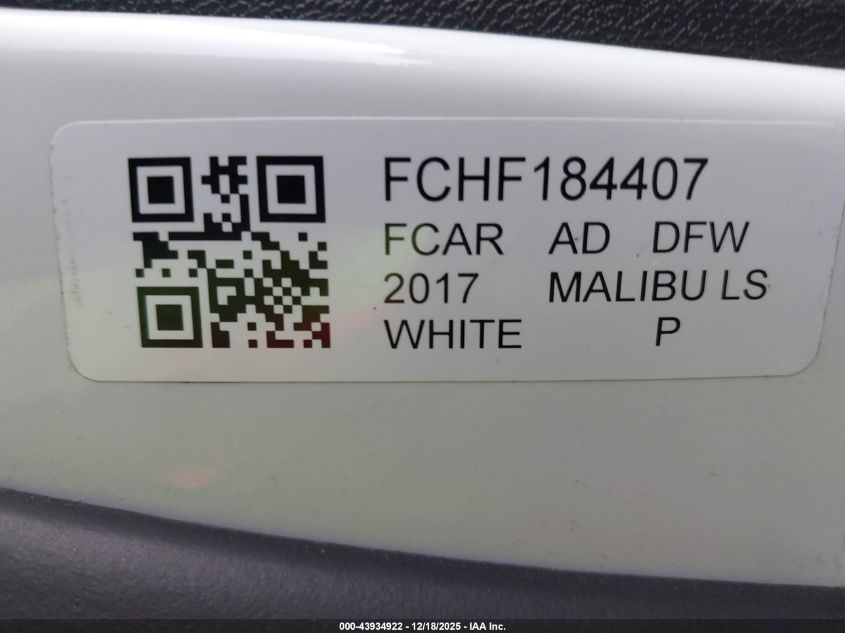 FCHF184407
FCAR AD DFW
2017 MALIBU LS
WHITE P
000-43934922 - 12/18/2025 - IAA Inc.